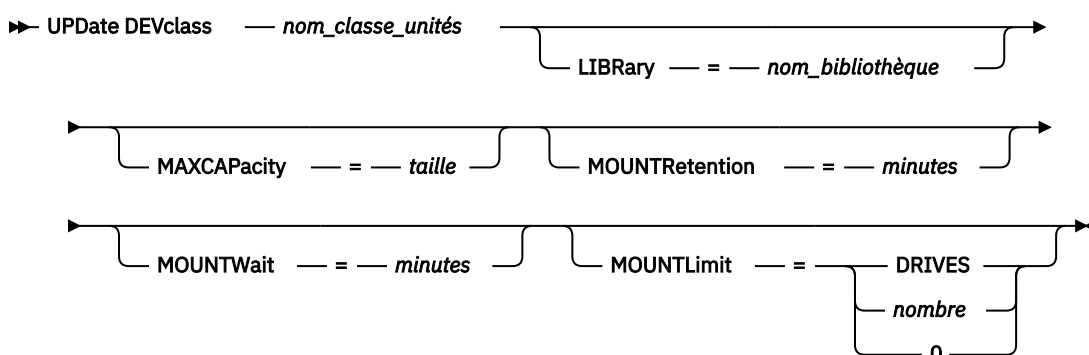 UPDate DEVclass nom_classe_unités
LIBRary = nom_bibliothèque
MAXCAPacity = taille MOUNTRetention = minutes
MOUNTWait = minutes MOUNTLimit = DRIVES
nombre
0